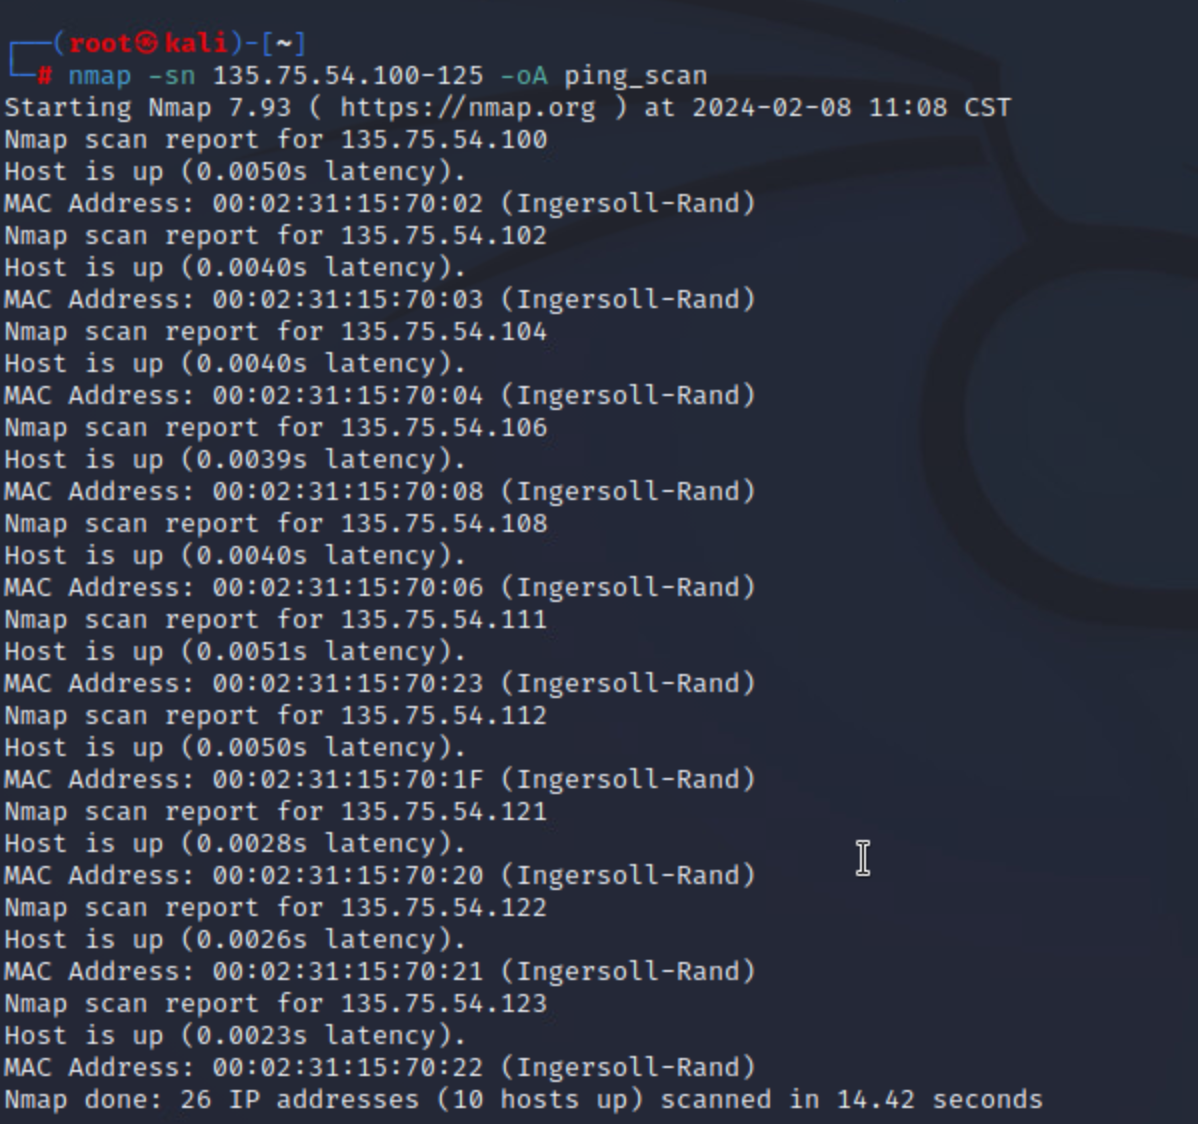 (root㉿kali)-[~]
# nmap -sn 135.75.54.100-125 -oA ping_scan
Starting Nmap 7.93 ( https://nmap.org ) at 2024-02-08 11:08 CST
Nmap scan report for 135.75.54.100
Host is up (0.0050s latency).
MAC Address: 00:02:31:15:70:02 (Ingersoll-Rand)
Nmap scan report for 135.75.54.102
Host is up (0.0040s latency).
MAC Address: 00:02:31:15:70:03 (Ingersoll-Rand)
Nmap scan report for 135.75.54.104
Host is up (0.0040s latency).
MAC Address: 00:02:31:15:70:04 (Ingersoll-Rand)
Nmap scan report for 135.75.54.106
Host is up (0.0039s latency).
MAC Address: 00:02:31:15:70:08 (Ingersoll-Rand)
Nmap scan report for 135.75.54.108
Host is up (0.0040s latency).
MAC Address: 00:02:31:15:70:06 (Ingersoll-Rand)
Nmap scan report for 135.75.54.111
Host is up (0.0051s latency).
MAC Address: 00:02:31:15:70:23 (Ingersoll-Rand)
Nmap scan report for 135.75.54.112
Host is up (0.0050s latency).
MAC Address: 00:02:31:15:70:1F (Ingersoll-Rand)
Nmap scan report for 135.75.54.121
Host is up (0.0028s latency).
MAC Address: 00:02:31:15:70:20 (Ingersoll-Rand)
Nmap scan report for 135.75.54.122
Host is up (0.0026s latency).
MAC Address: 00:02:31:15:70:21 (Ingersoll-Rand)
Nmap scan report for 135.75.54.123
Host is up (0.0023s latency).
MAC Address: 00:02:31:15:70:22 (Ingersoll-Rand)
Nmap done: 26 IP addresses (10 hosts up) scanned in 14.42 seconds